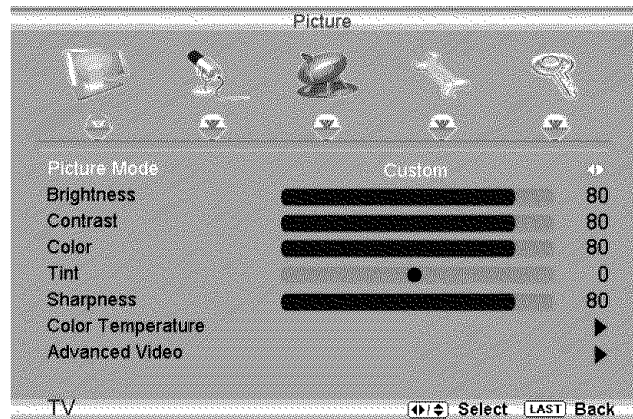 Picture
Picture Mode Custom
Brightness 80
Contrast 80
Color 80
Tint 0
Sharpness 80
Color Temperature
Advanced Video
TV Select LAST Back